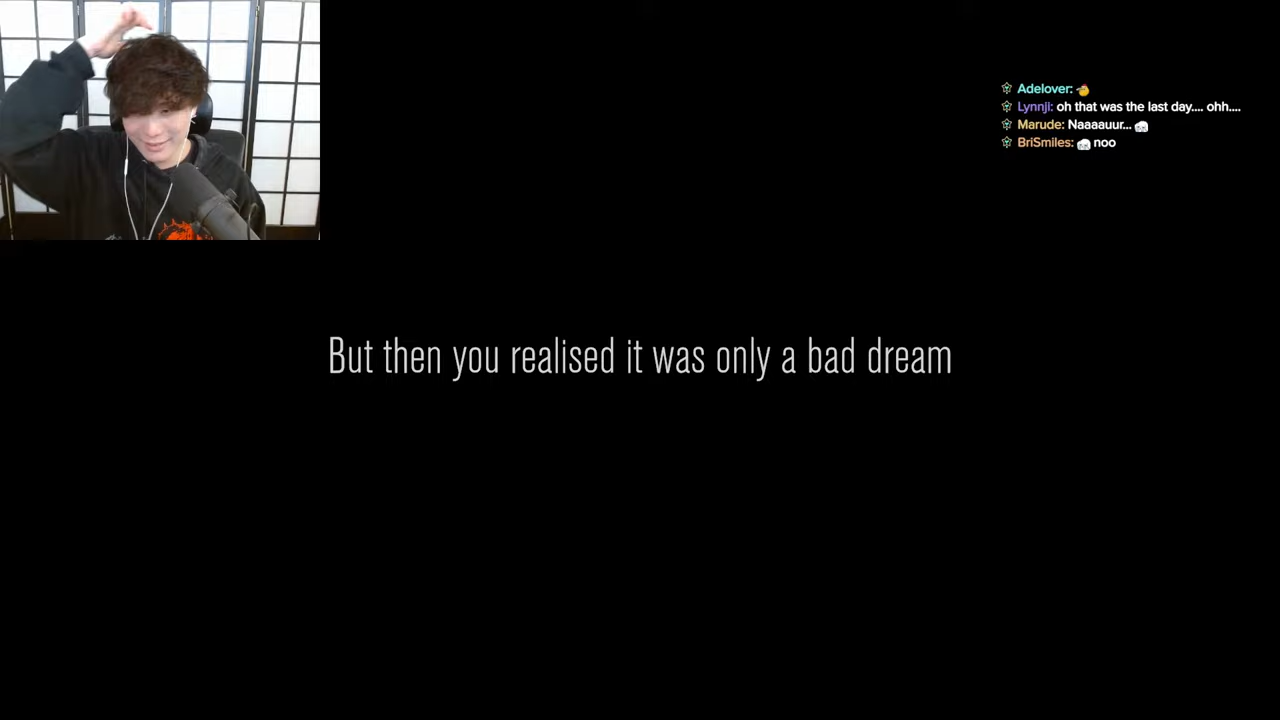 Adelover:
Lynnji: oh that was the last day.... ohh....
Marude: Naaaauur...
BriSmiles: noo
But then you realised it was only a bad dream